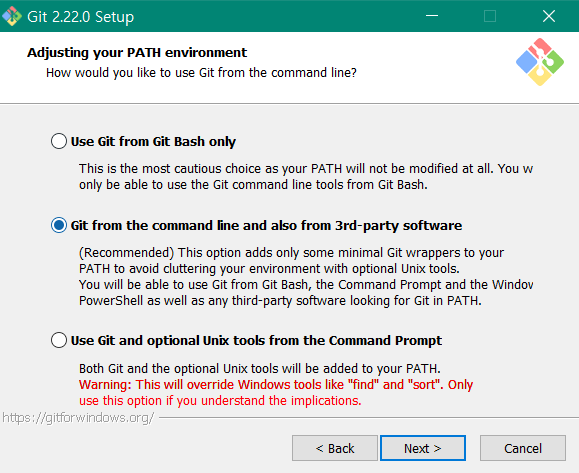 Git 2.22.0 Setup
Adjusting your PATH environment
How would you like to use Git from the command line?
Use Git from Git Bash only
This is the most cautious choice as your PATH will not be modified at all. You w
only be able to use the Git command line tools from Git Bash.
Git from the command line and also from 3rd-party software
(Recommended) This option adds only some minimal Git wrappers to your
PATH to avoid cluttering your environment with optional Unix tools.
You will be able to use Git from Git Bash, the Command Prompt and the Window
PowerShell as well as any third-party software looking for Git in PATH.
Use Git and optional Unix tools from the Command Prompt
Both Git and the optional Unix tools will be added to your PATH.
Warning: This will override Windows tools like "find" and "sort". Only
use this option if you understand the implications.
https://gitforwindows.org/
< Back Next > Cancel